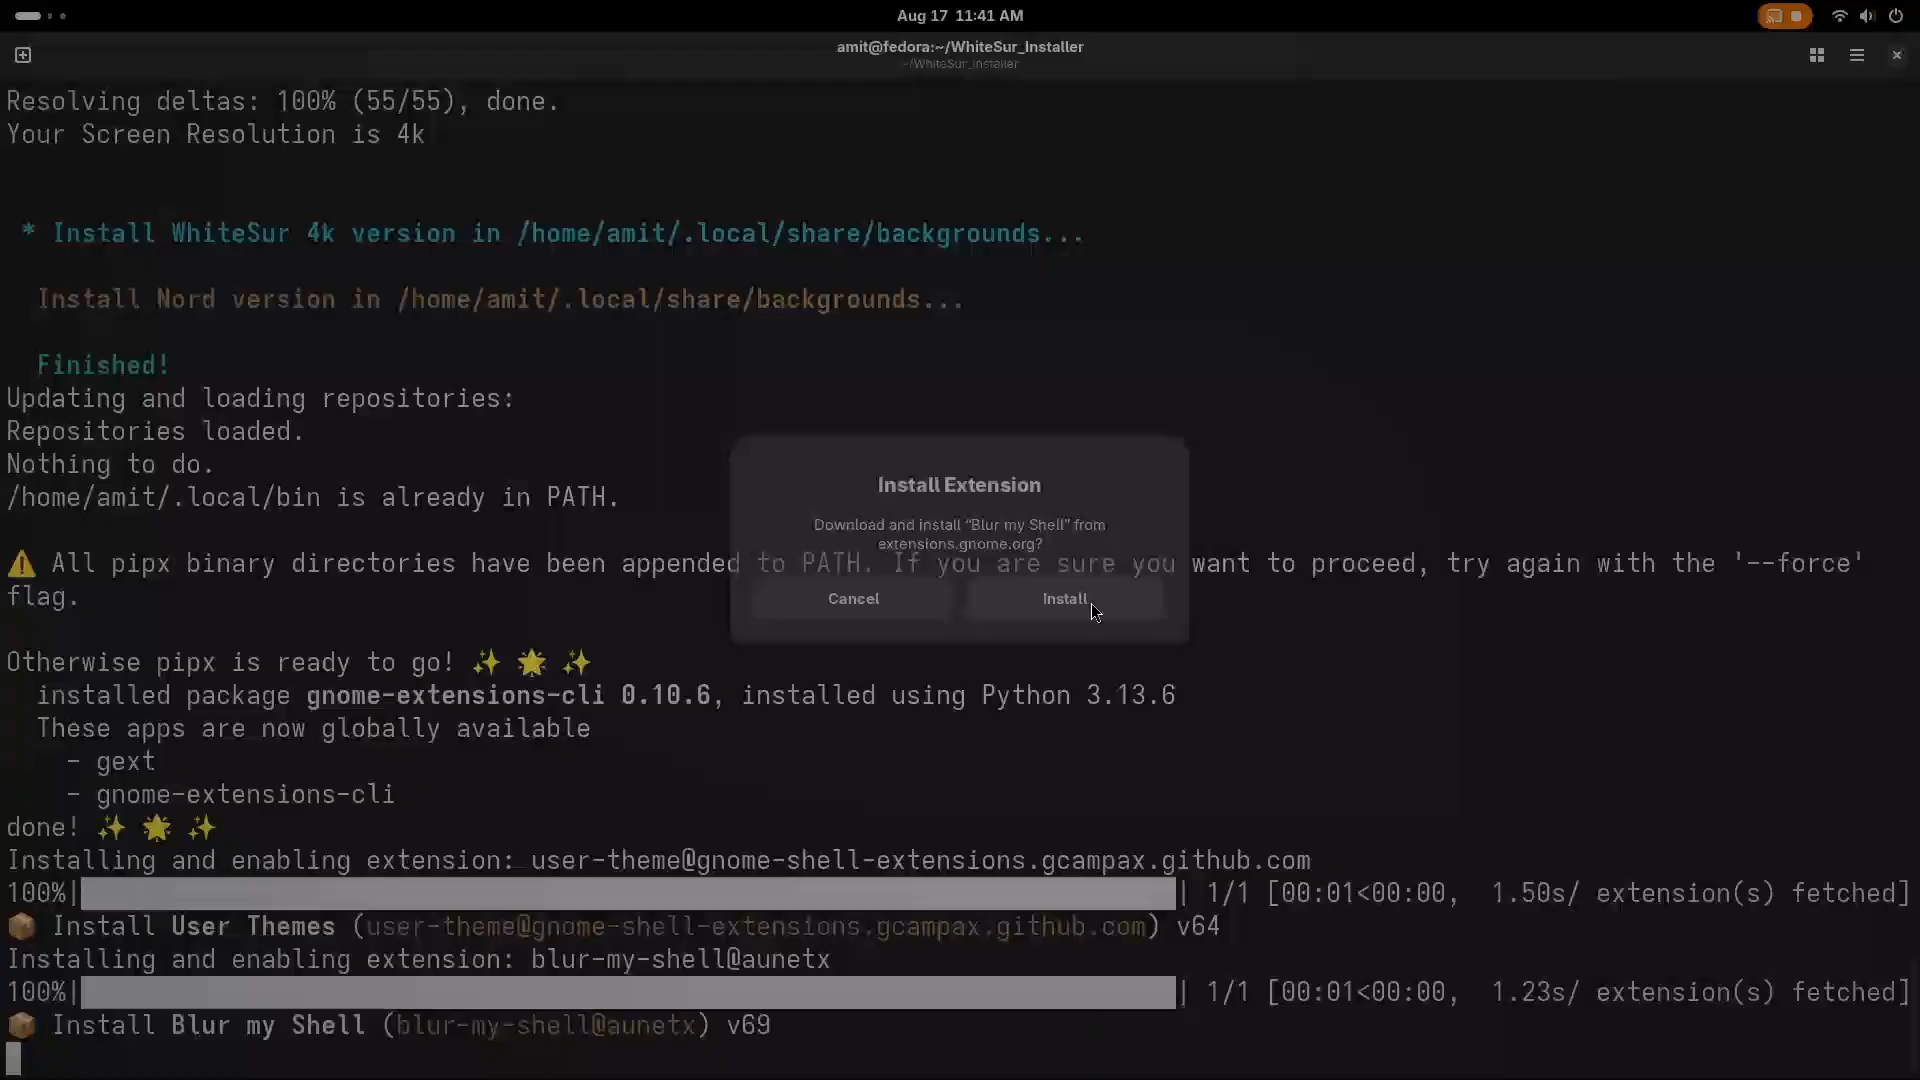 Aug 17 11:41 AM
amit@fedora:~/WhiteSur_Installer
~/WhiteSur_Installer
Resolving deltas: 100% (55/55), done.
Your Screen Resolution is 4k
* Install WhiteSur 4k version in /home/amit/.local/share/backgrounds...
Install Nord version in /home/amit/.local/share/backgrounds...
Finished!
Updating and loading repositories:
Repositories loaded.
Nothing to do.
/home/amit/.local/bin is already in PATH.
Install Extension
Download and install “Blur my Shell” from
extensions.gnome.org?
Cancel
Install
⚠️ All pipx binary directories have been appended to PATH. If you are sure you want to proceed, try again with the '--force'
flag.
Otherwise pipx is ready to go! ✨ 🌟 ✨
installed package gnome-extensions-cli 0.10.6, installed using Python 3.13.6
These apps are now globally available
- gext
- gnome-extensions-cli
done! ✨ 🌟 ✨
Installing and enabling extension: user-theme@gnome-shell-extensions.gcampax.github.com
100%| | 1/1 [00:01<00:00, 1.50s/ extension(s) fetched]
📦 Install User Themes (user-theme@gnome-shell-extensions.gcampax.github.com) v64
Installing and enabling extension: blur-my-shell@aunetx
100%| | 1/1 [00:01<00:00, 1.23s/ extension(s) fetched]
📦 Install Blur my Shell (blur-my-shell@aunetx) v69